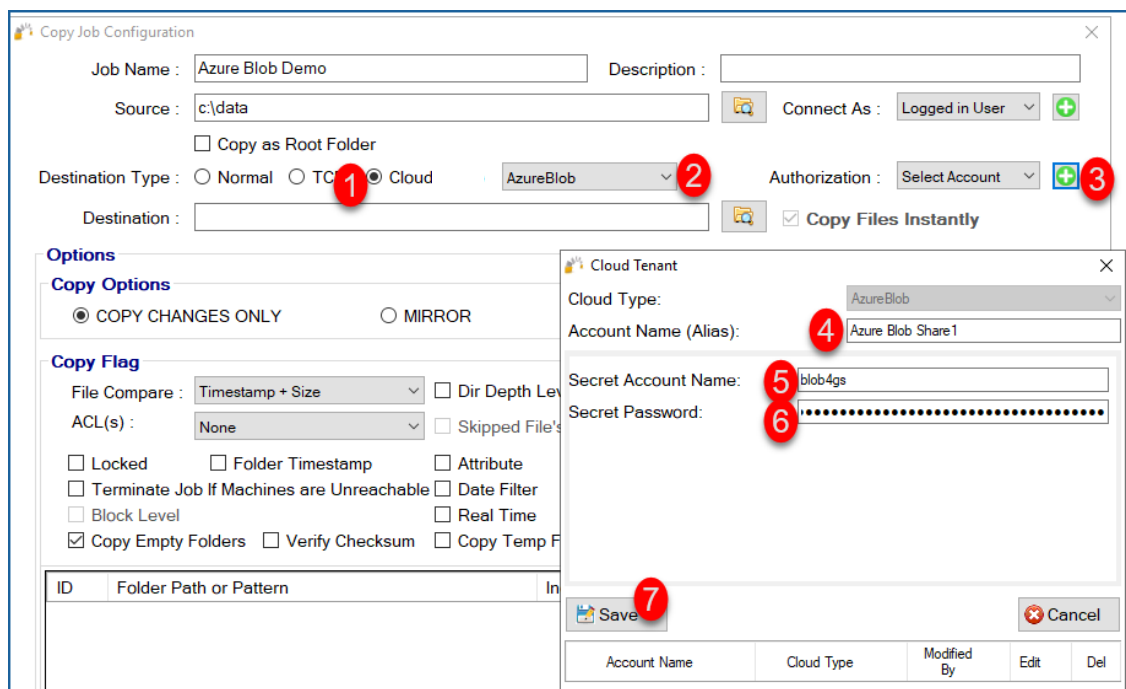 Copy Job Configuration
Job Name : Azure Blob Demo Description :
Source : c:\data Connect As : Logged in User
Copy as Root Folder
Destination Type : Normal 1 Cloud AzureBlob 2 Authorization : Select Account 3
Destination : Copy Files Instantly
Options
Copy Options
COPY CHANGES ONLY MIRROR
Copy Flag
File Compare : Timestamp + Size Dir Depth
ACL(s) : None Skipped File's
Locked Folder Timestamp Attribute
Terminate Job If Machines are Unreachable Date Filter
Block Level Real Time
Copy Empty Folders Verify Checksum Copy Temp
ID Folder Path or Pattern
Cloud Tenant
Cloud Type: AzureBlob
Account Name (Alias): 4 Azure Blob Share1
Secret Account Name: 5 blob4gs
Secret Password: 6
Save 7 Cancel
Account Name Cloud Type Modified By Edit Del